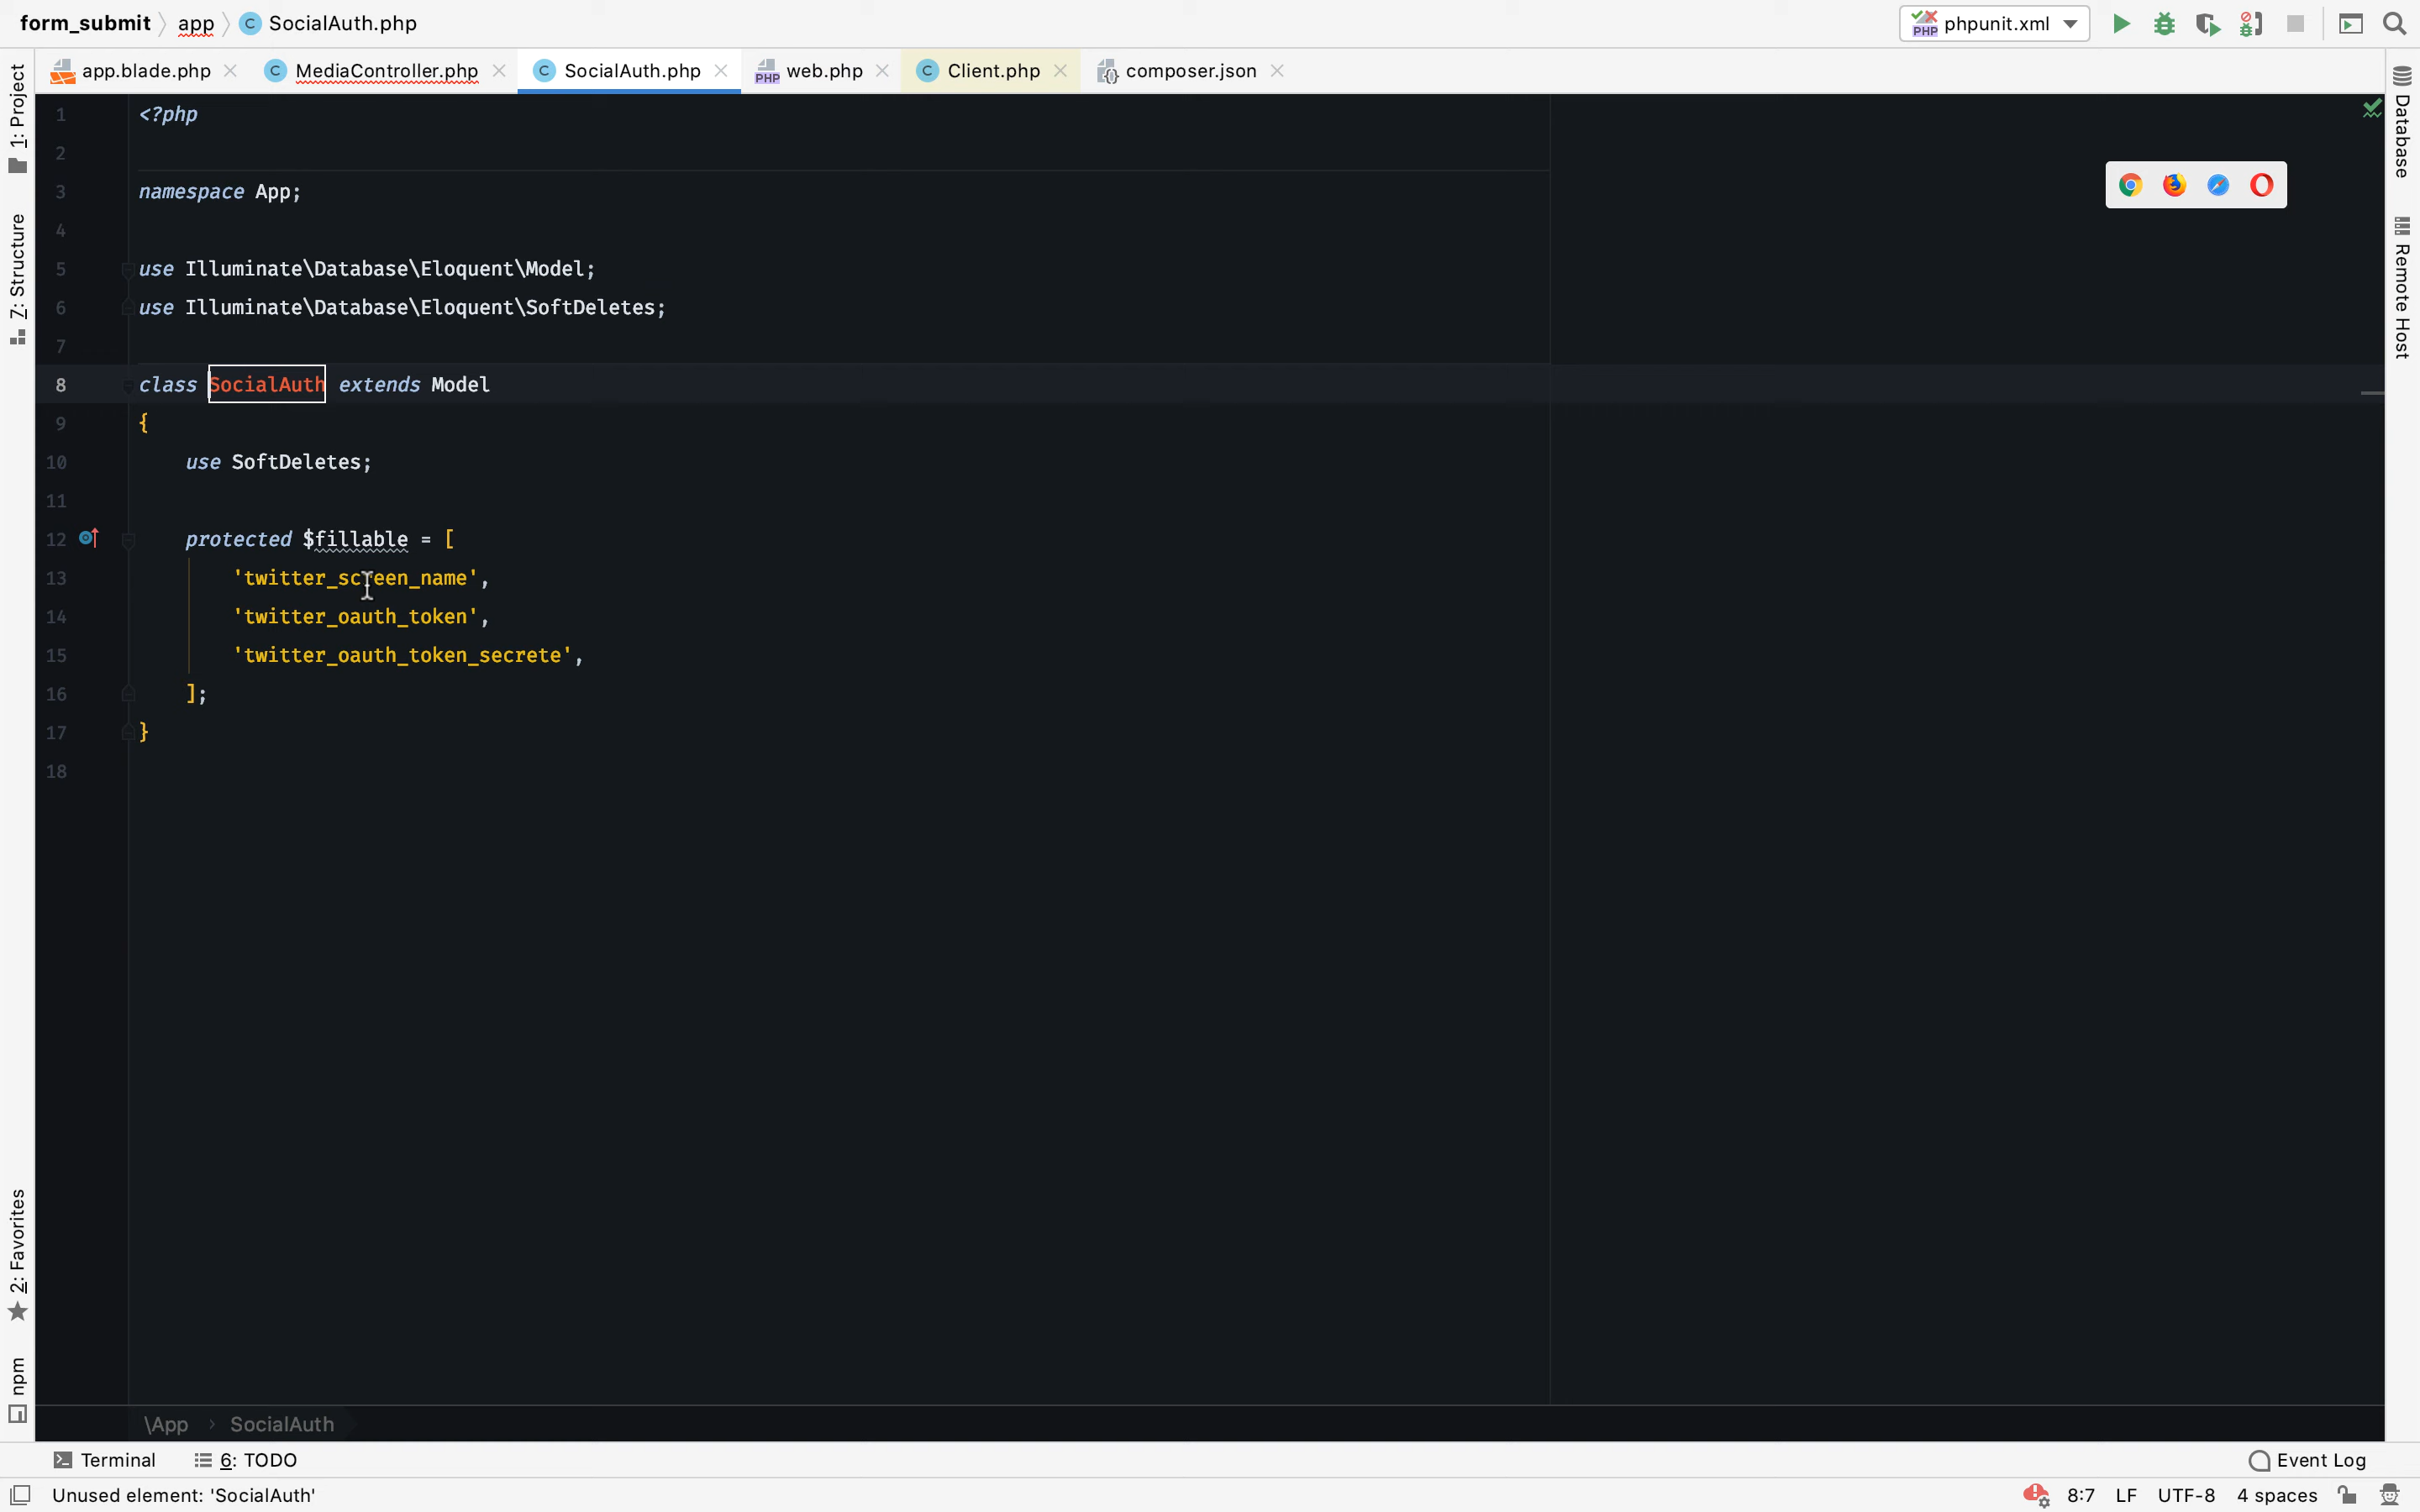 form_submit app SocialAuth.php phpunit.xml
app.blade.php MediaController.php SocialAuth.php web.php Client.php composer.json
1: Project
7: Structure
2: Favorites
npm
Database
Remote Host
1 <?php
2
3 namespace App;
4
5 use Illuminate\Database\Eloquent\Model;
6 use Illuminate\Database\Eloquent\SoftDeletes;
7
8 class SocialAuth extends Model
9 {
10 use SoftDeletes;
11
12 protected $fillable = [
13 'twitter_screen_name',
14 'twitter_oauth_token',
15 'twitter_oauth_token_secrete',
16 ];
17 }
18
\App › SocialAuth
Terminal 6: TODO Event Log
Unused element: 'SocialAuth' 8:7 LF UTF-8 4 spaces